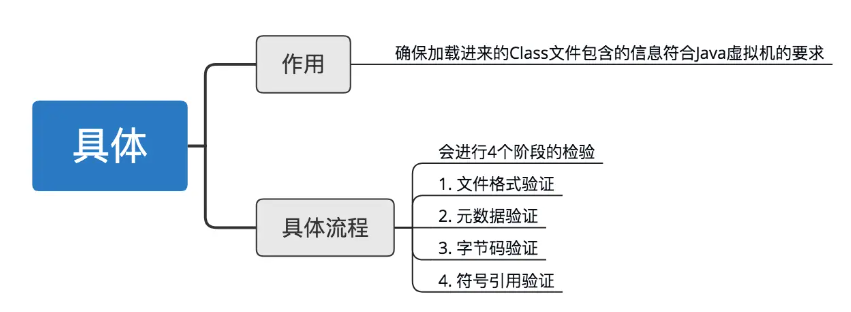 具体
作用
确保加载进来的Class文件包含的信息符合Java虚拟机的要求
具体流程
会进行4个阶段的检验
1. 文件格式验证
2. 元数据验证
3. 字节码验证
4. 符号引用验证